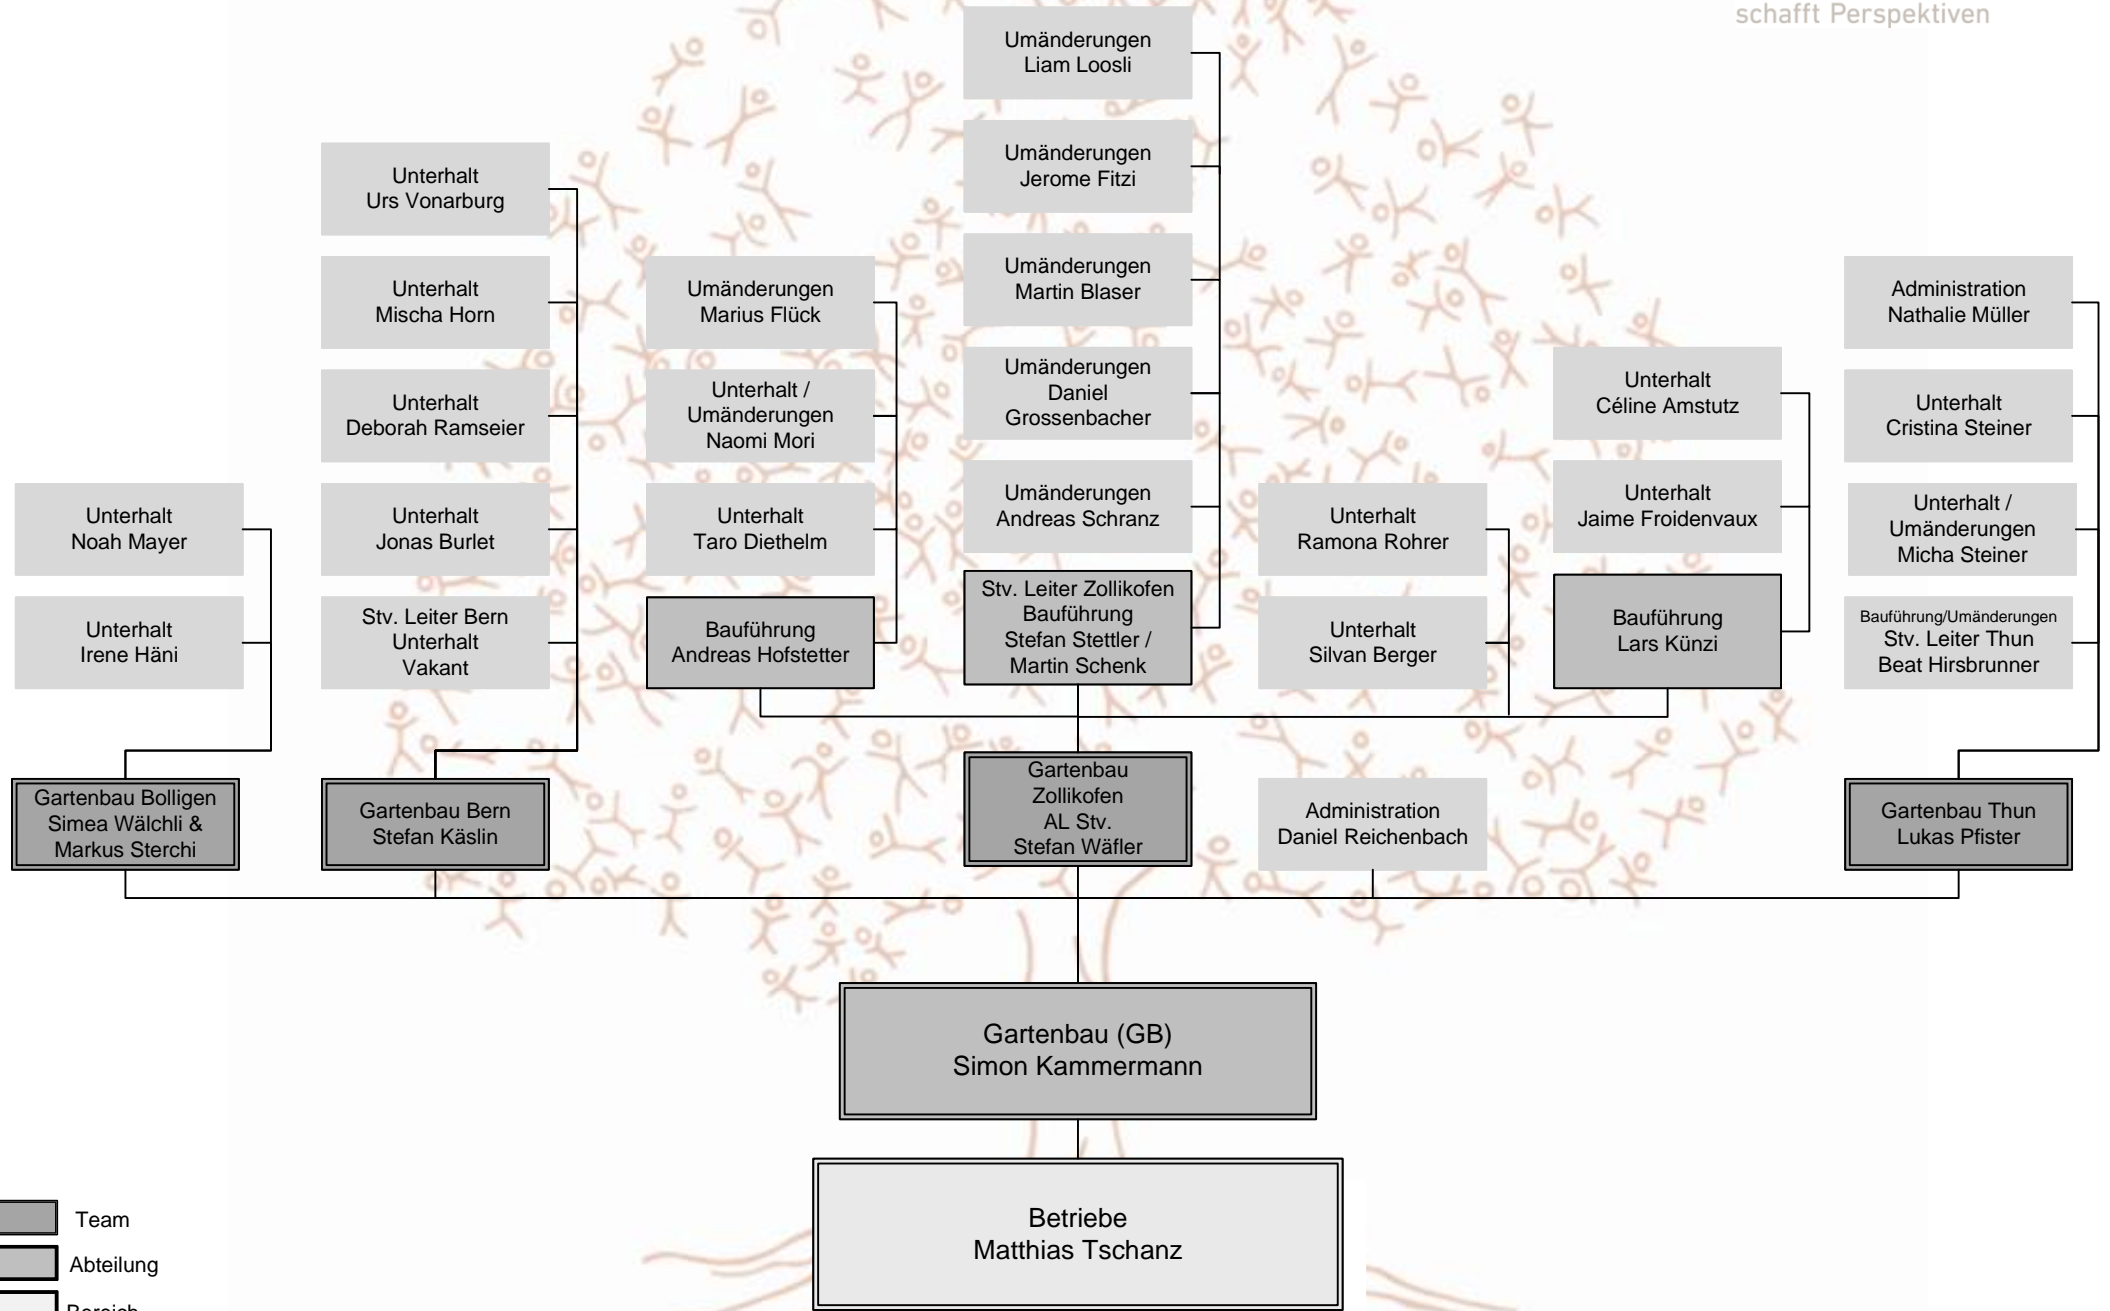 schafft Perspektiven
Umänderungen
Liam Loosli
Umänderungen
Jerome Fitzi
Umänderungen
Martin Blaser
Umänderungen
Daniel
Grossenbacher
Umänderungen
Andreas Schranz
Stv. Leiter Zollikofen
Bauführung
Stefan Stettler /
Martin Schenk
Unterhalt
Urs Vonarburg
Unterhalt
Mischa Horn
Unterhalt
Deborah Ramseier
Unterhalt
Jonas Burlet
Stv. Leiter Bern
Unterhalt
Vakant
Umänderungen
Marius Flück
Unterhalt /
Umänderungen
Naomi Mori
Unterhalt
Taro Diethelm
Bauführung
Andreas Hofstetter
Unterhalt
Noah Mayer
Unterhalt
Irene Häni
Unterhalt
Ramona Rohrer
Unterhalt
Silvan Berger
Unterhalt
Céline Amstutz
Unterhalt
Jaime Froidenvaux
Bauführung
Lars Künzi
Administration
Nathalie Müller
Unterhalt
Cristina Steiner
Unterhalt /
Umänderungen
Micha Steiner
Bauführung/Umänderungen
Stv. Leiter Thun
Beat Hirsbrunner
Gartenbau Bolligen
Simea Wälchli &
Markus Sterchi
Gartenbau Bern
Stefan Käslin
Gartenbau
Zollikofen
AL Stv.
Stefan Wäfler
Administration
Daniel Reichenbach
Gartenbau Thun
Lukas Pfister
Gartenbau (GB)
Simon Kammermann
Betriebe
Matthias Tschanz
Team
Abteilung
Bereich